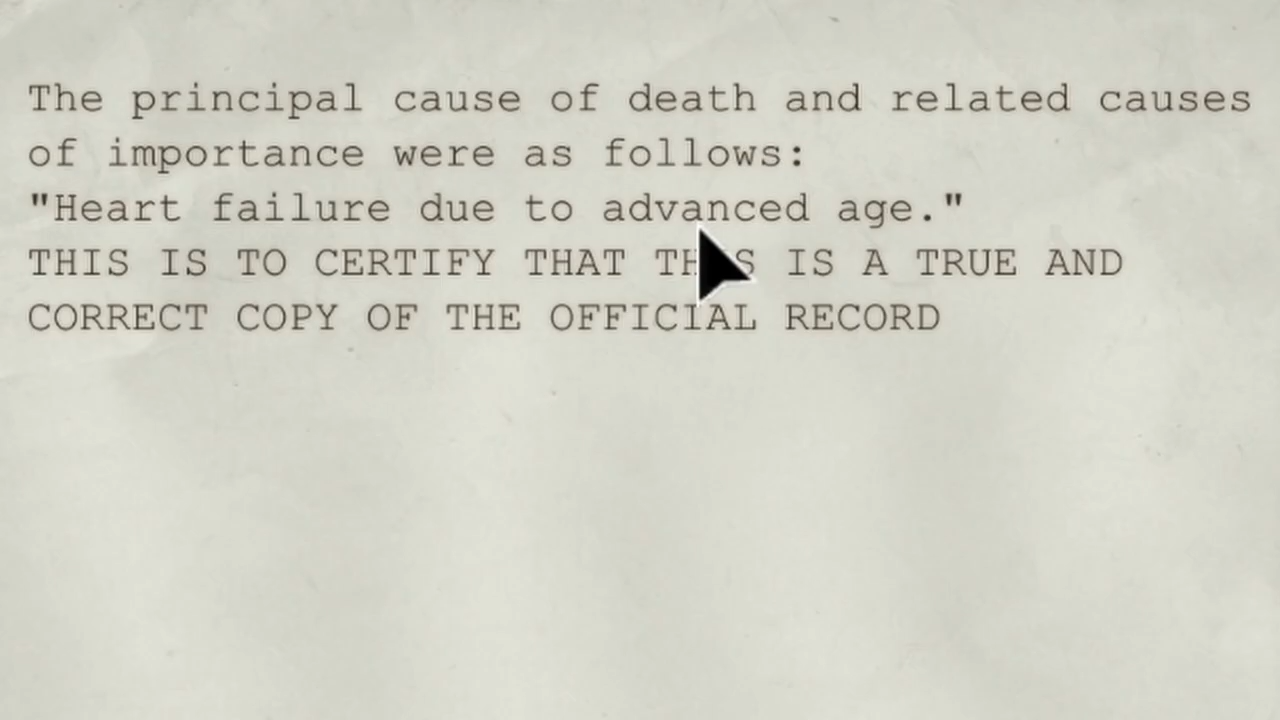 The principal cause of death and related causes
of importance were as follows:
"Heart failure due to advanced age."
THIS IS TO CERTIFY THAT THIS IS A TRUE AND
CORRECT COPY OF THE OFFICIAL RECORD